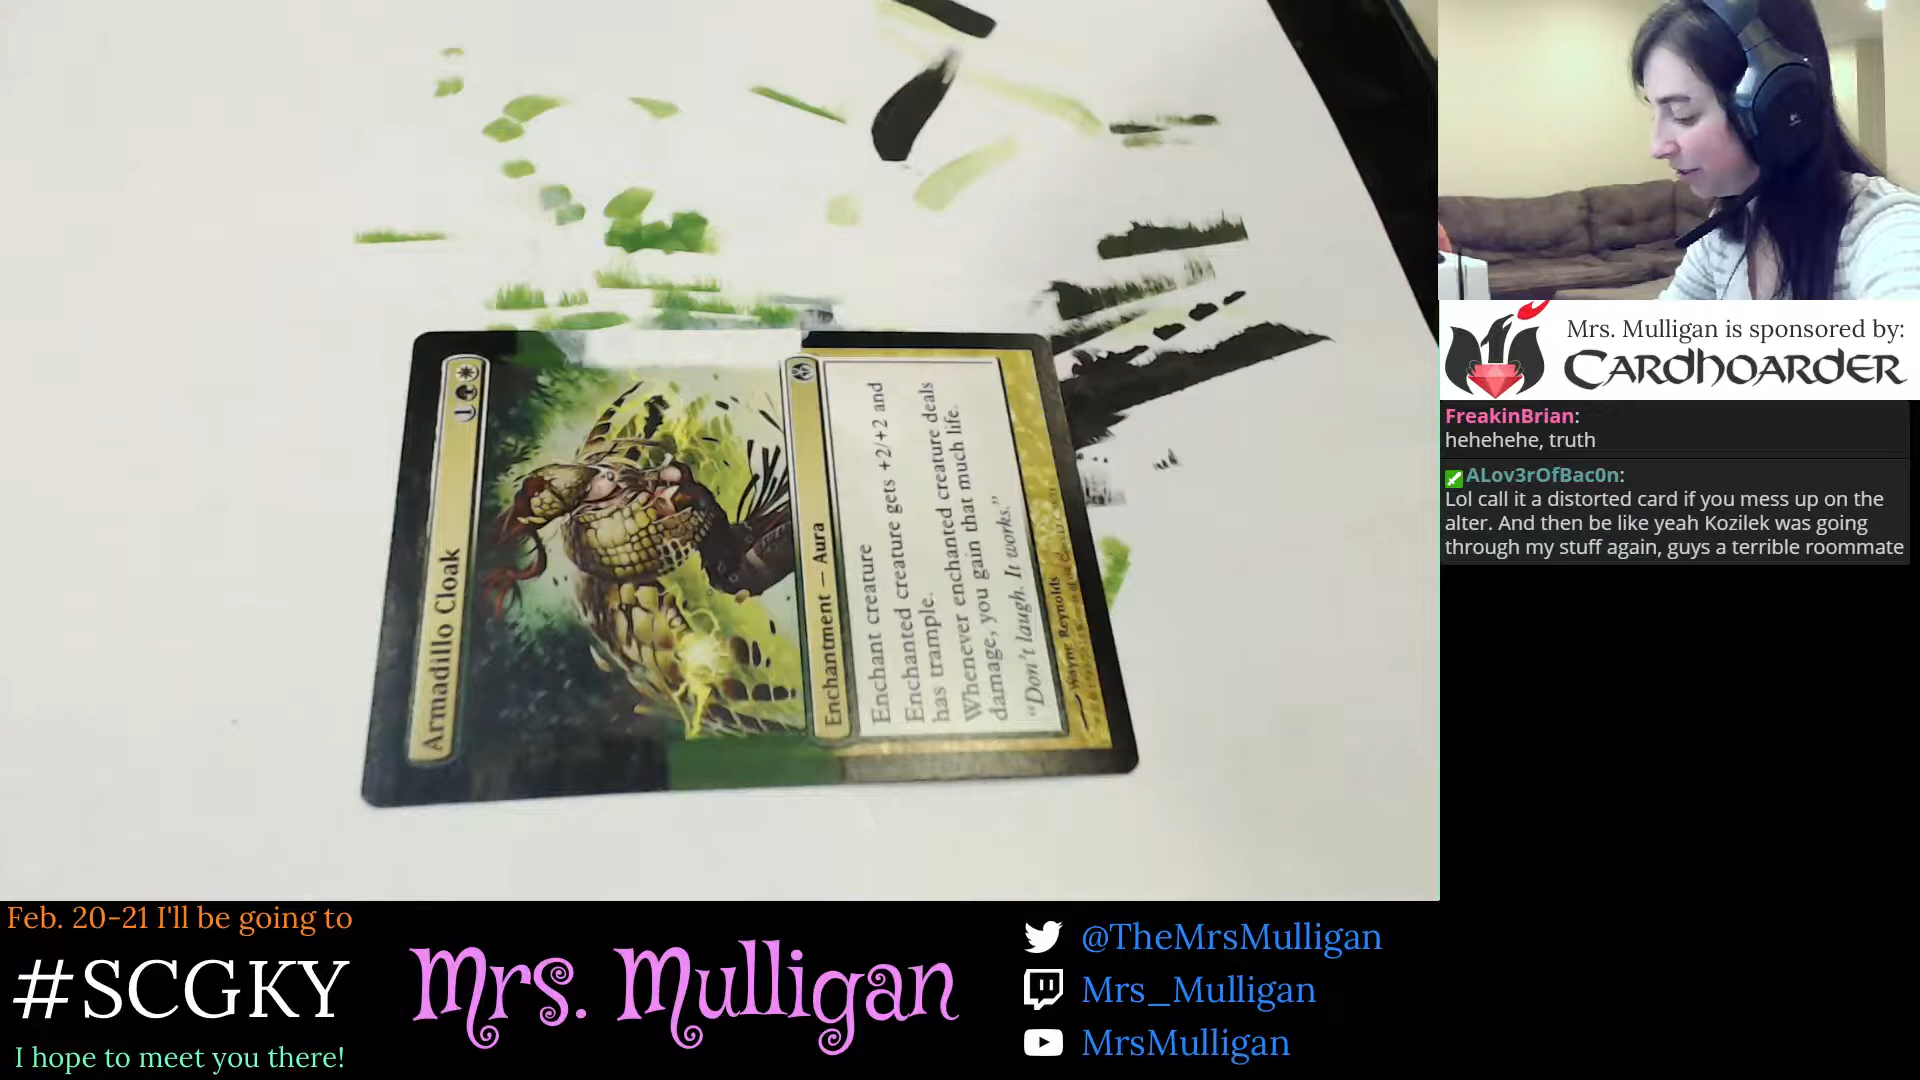 Armadillo Cloak
Enchantment — Aura
Enchant creature
Enchanted creature gets +2/+2 and
has trample.
Whenever enchanted creature deals
damage, you gain that much life.
"Don't laugh. It works."
Wayne Reynolds
Mrs. Mulligan is sponsored by:
CARDHOARDER
FreakinBrian:
hehehehe, truth
ALov3rOfBac0n:
Lol call it a distorted card if you mess up on the
alter. And then be like yeah Kozilek was going
through my stuff again, guys a terrible roommate
Feb. 20-21 I'll be going to
#SCGKY
I hope to meet you there!
Mrs. Mulligan
@TheMrsMulligan
Mrs_Mulligan
MrsMulligan